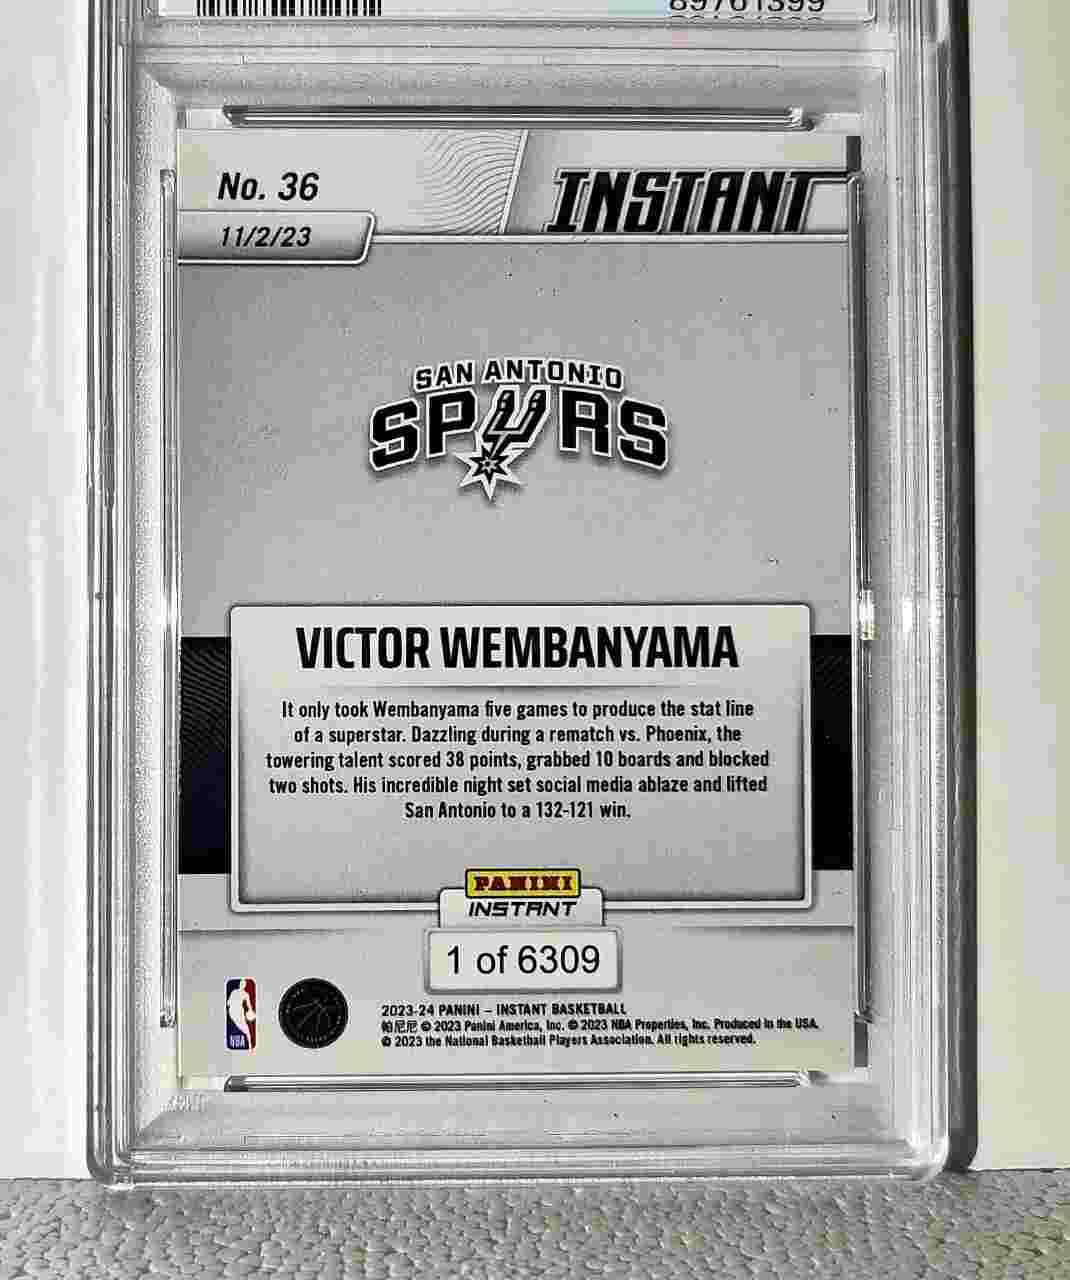 89761399
No. 36
INSTANT
11/2/23
SAN ANTONIO
SPURS
VICTOR WEMBANYAMA
It only took Wembanyama five games to produce the stat line
of a superstar. Dazzling during a rematch vs. Phoenix, the
towering talent scored 38 points, grabbed 10 boards and blocked
two shots. His incredible night set social media ablaze and lifted
San Antonio to a 132-121 win.
PANINI
INSTANT
1 of 6309
NBA
2023-24 PANINI – INSTANT BASKETBALL
帕尼尼 © 2023 Panini America, Inc. © 2023 NBA Properties, Inc. Produced in the USA.
© 2023 the National Basketball Players Association. All rights reserved.